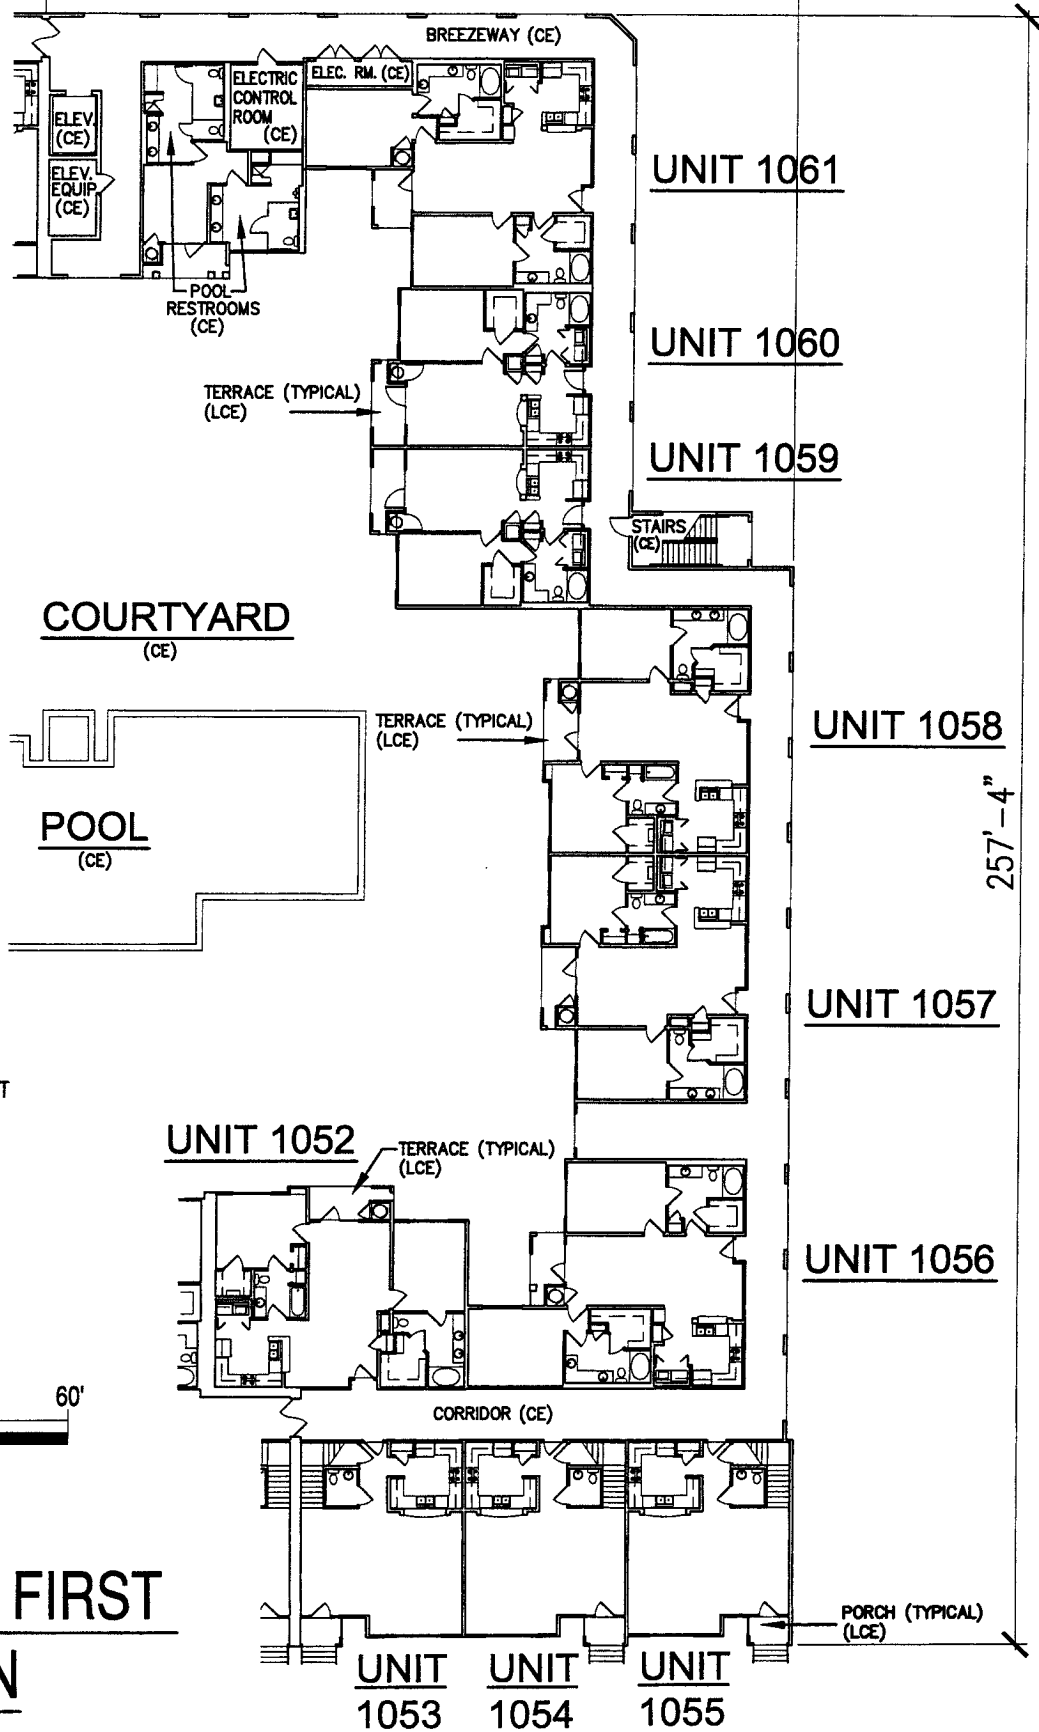 BREEZEWAY (CE)
ELECTRIC
CONTROL
ROOM
(CE)
ELEC. RM. (CE)
ELEV.
(CE)
ELEV.
EQUIP.
(CE)
UNIT 1061
POOL
RESTROOMS
(CE)
UNIT 1060
TERRACE (TYPICAL)
(LCE)
UNIT 1059
STAIRS
(CE)
COURTYARD
(CE)
TERRACE (TYPICAL)
(LCE)
UNIT 1058
POOL
(CE)
257'-4"
UNIT 1057
T
UNIT 1052
TERRACE (TYPICAL)
(LCE)
UNIT 1056
60'
CORRIDOR (CE)
FIRST
N
PORCH (TYPICAL)
(LCE)
UNIT
1053
UNIT
1054
UNIT
1055